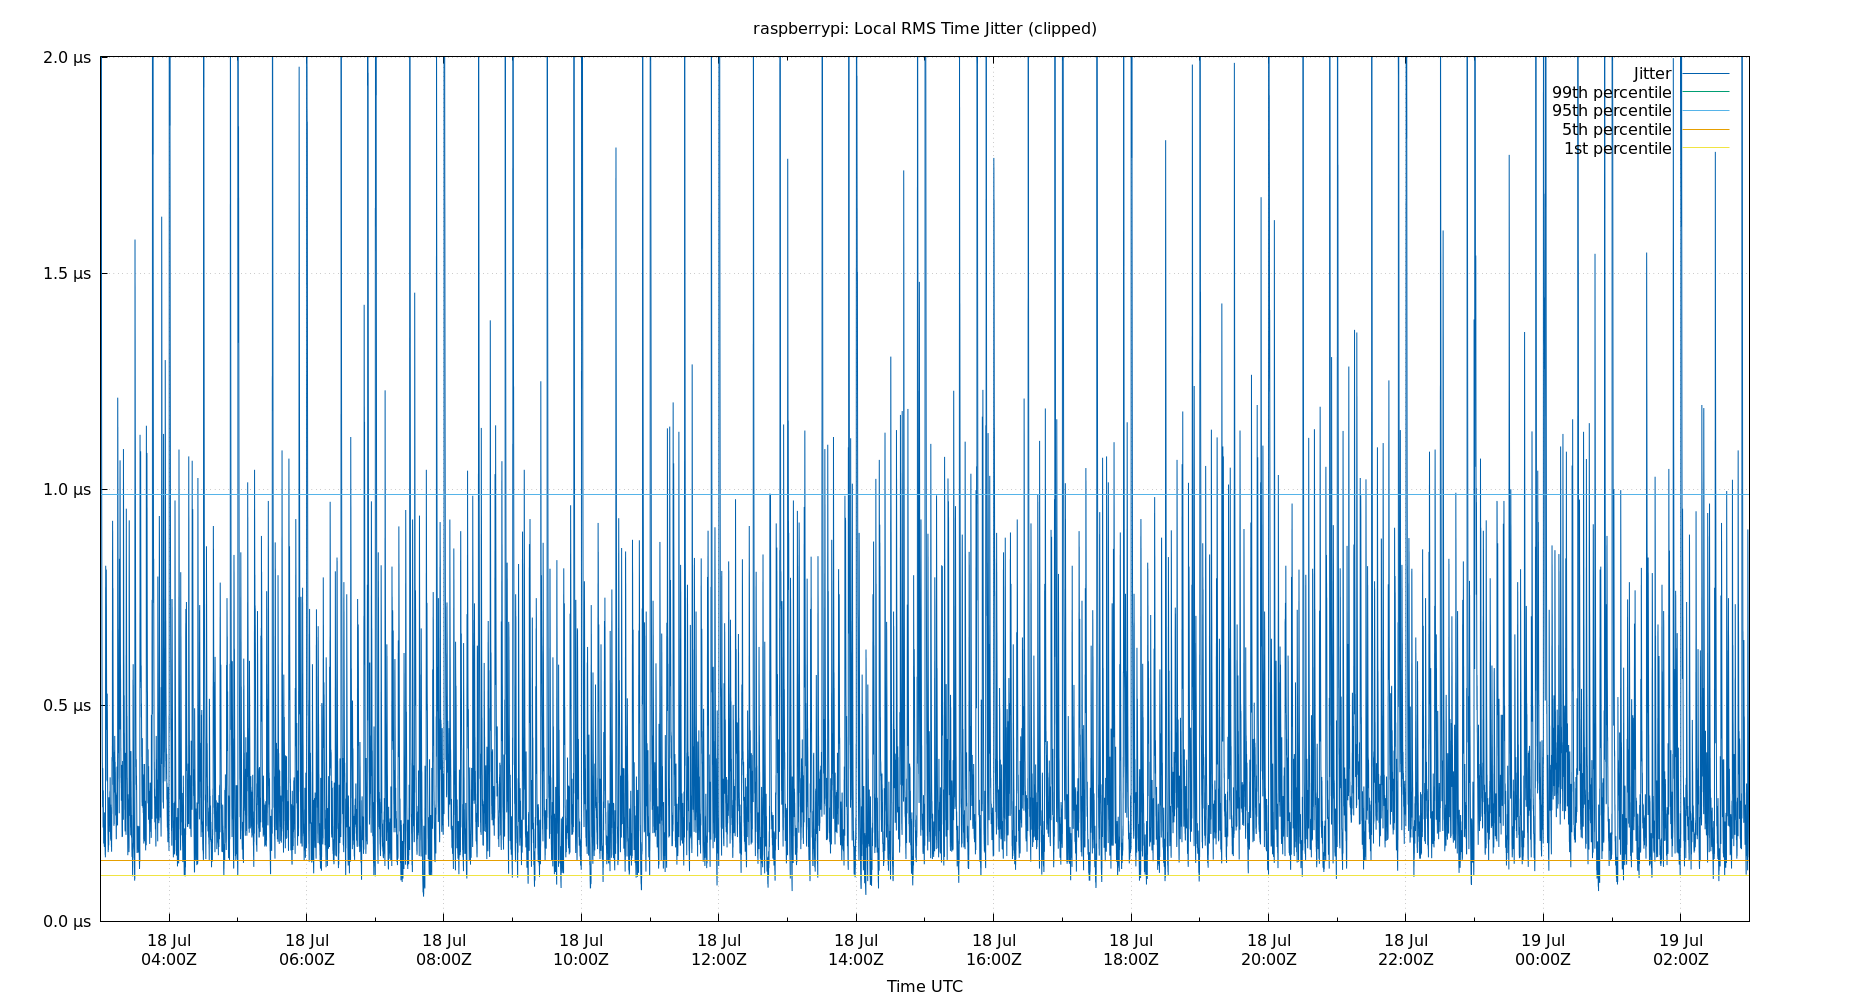 raspberrypi: Local RMS Time Jitter (clipped)
2.0 μs
1.5 μs
1.0 μs
0.5 μs
0.0 μs
Jitter
99th percentile
95th percentile
5th percentile
1st percentile
18 Jul 18 Jul 18 Jul 18 Jul 18 Jul 18 Jul 18 Jul 18 Jul 18 Jul 18 Jul 19 Jul 19 Jul
04:00Z 06:00Z 08:00Z 10:00Z 12:00Z 14:00Z 16:00Z 18:00Z 20:00Z 22:00Z 00:00Z 02:00Z
Time UTC